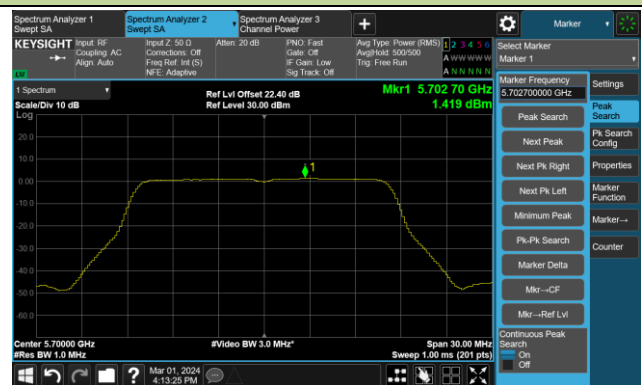 Spectrum Analyzer 1
Swept SA
Spectrum Analyzer 2
Swept SA
Spectrum Analyzer 3
Channel Power
Marker
KEYSIGHT
Input: RF
Coupling: AC
Align: Auto
Input Z: 50 Ω
Corrections: Off
Freq Ref: Int (S)
NFE: Adaptive
Atten: 20 dB
PNO: Fast
Gate: Off
IF Gain: Low
Sig Track: Off
Avg Type: Power (RMS)
Avg|Hold: 500/500
Trig: Free Run
1 2 3 4 5 6
A W W W W W
A N N N N N
Select Marker
Marker 1
LW
1 Spectrum
Scale/Div 10 dB
Log
Ref Lvl Offset 22.40 dB
Ref Level 30.00 dBm
Mkr1 5.702 70 GHz
1.419 dBm
20.0
10.0
0.00
-10.0
-20.0
-30.0
-40.0
-50.0
-60.0
1
Center 5.70000 GHz
#Res BW 1.0 MHz
#Video BW 3.0 MHz*
Span 30.00 MHz
Sweep 1.00 ms (201 pts)
Marker Frequency
5.702700000 GHz
Peak Search
Next Peak
Next Pk Right
Next Pk Left
Minimum Peak
Pk-Pk Search
Marker Delta
Mkr→CF
Mkr→Ref Lvl
Continuous Peak
Search
On
Off
Settings
Peak
Search
Pk Search
Config
Properties
Marker
Function
Marker→
Counter
?
Mar 01, 2024
4:13:25 PM